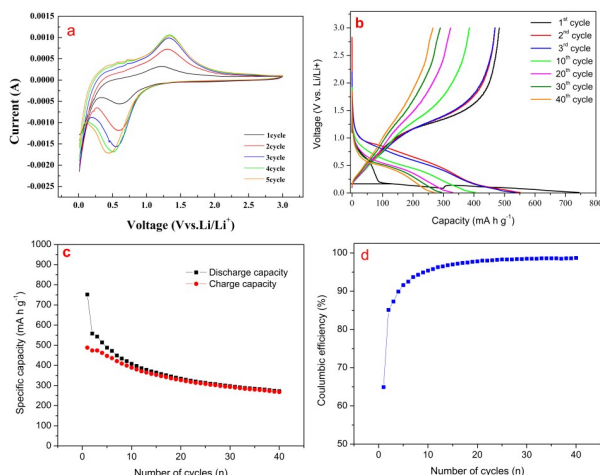 a
0.0015
0.0010
0.0005
0.0000
-0.0005
-0.0010
-0.0015
-0.0020
-0.0025
Current (A)
1cycle
2cycle
3cycle
4cycle
5cycle
0.0 0.5 1.0 1.5 2.0 2.5 3.0
Voltage (Vvs.Li/Li+)
b
3.0
2.5
2.0
1.5
1.0
0.5
0.0
Voltage (V vs. Li/Li+)
1st cycle
2nd cycle
3rd cycle
10th cycle
20th cycle
30th cycle
40th cycle
0 100 200 300 400 500 600 700 800
Capacity (mA h g-1)
c
1000
900
800
700
600
500
400
300
200
100
0
Specific capacity (mA h g-1)
Discharge capacity
Charge capacity
0 10 20 30 40
Number of cycles (n)
d
100
90
80
70
60
50
Coulumbic efficiency (%)
0 10 20 30 40
Number of cycles (n)